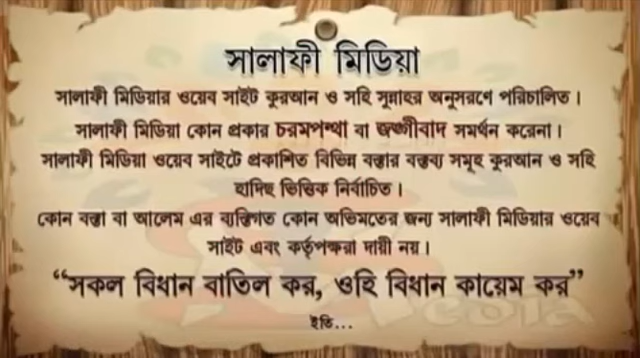 সালাফী মিডিয়া
সালাফী মিডিয়ার ওয়েব সাইট কুরআন ও সহি সুন্নাহর অনুসরণে পরিচালিত ।
সালাফী মিডিয়া কোন প্রকার চরমপন্থা বা জঙ্গীবাদ সমর্থন করেনা ।
সালাফী মিডিয়া ওয়েব সাইটে প্রকাশিত বিভিন্ন বক্তার বক্তব্য সমূহ কুরআন ও সহি
হাদিছ ভিত্তিক নির্বাচিত ।
কোন বক্তা বা আলেম এর ব্যক্তিগত কোন অভিমতের জন্য সালাফী মিডিয়ার ওয়েব
সাইট এবং কর্তৃপক্ষরা দায়ী নয় ।
“সকল বিধান বাতিল কর, ওহি বিধান কায়েম কর”
ইতি...